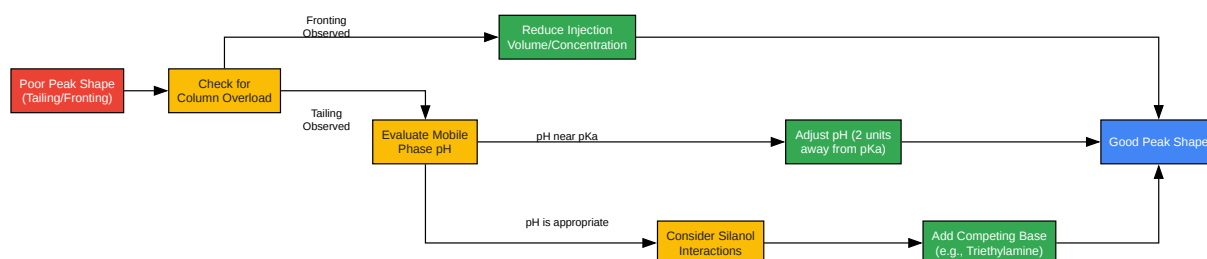 Fronting
Observed
Reduce Injection
Volume/Concentration
Poor Peak Shape
(Tailing/Fronting)
Check for
Column Overload
Tailing
Observed
Evaluate Mobile
Phase pH
pH near pKa
Adjust pH (2 units
away from pKa)
Good Peak Shape
pH is appropriate
Consider Silanol
Interactions
Add Competing Base
(e.g., Triethylamine)